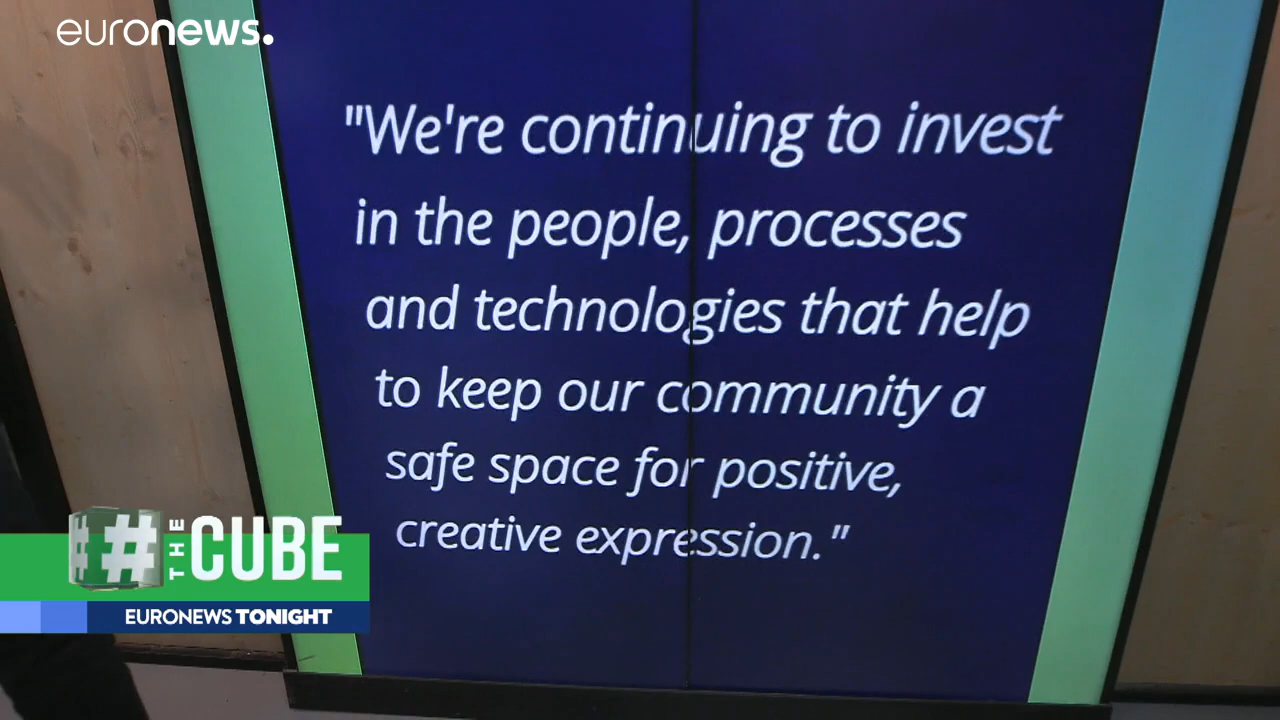 euronews.
"We're continuing to invest
in the people, processes
and technologies that help
to keep our community a
safe space for positive,
creative expression."
## THE CUBE
EURONEWS TONIGHT